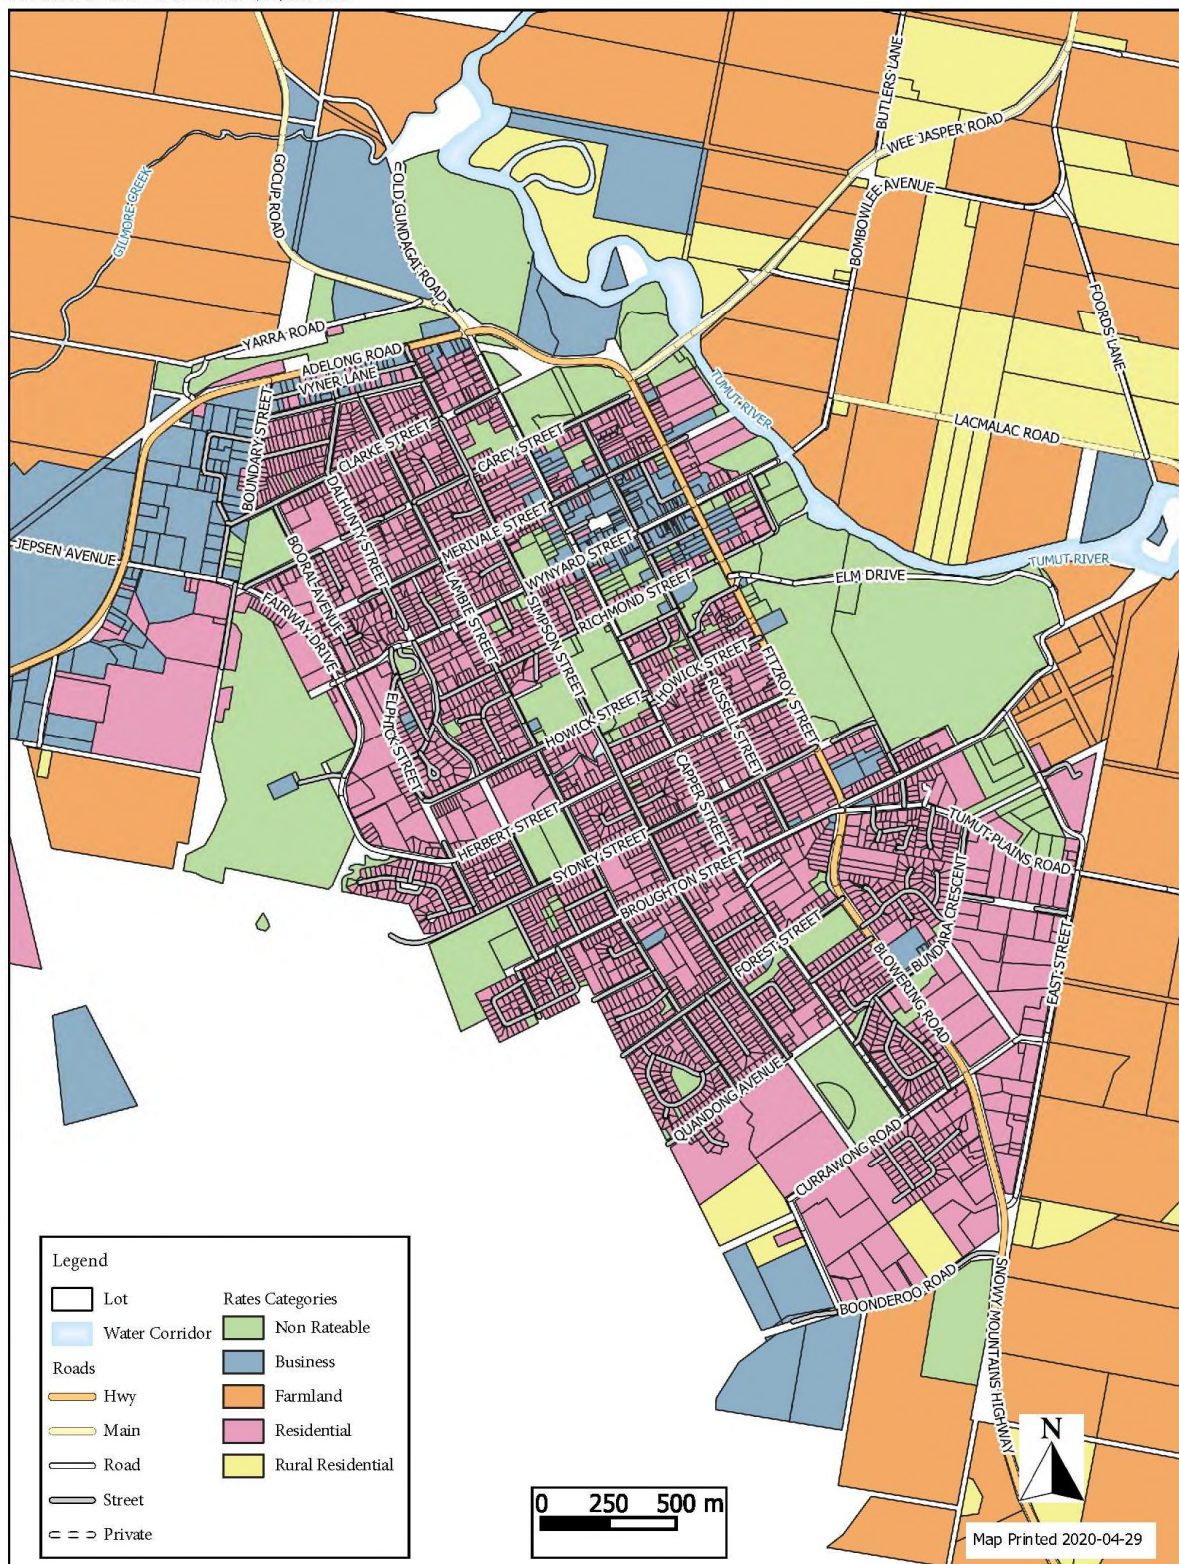 BUTLERS LANE
WEE JASPER ROAD
GOCUP ROAD
OLD GUNDAGAI ROAD
GILMORE CREEK
BOMBOWLEE AVENUE
FOORDS LANE
YARRA ROAD
ADELONG ROAD
VYNER LANE
TUMUT RIVER
LACMALAC ROAD
BOUNDARY STREET
CLARKE STREET
CAREY STREET
DALHUNTY STREET
MERIVALE STREET
JEPSEN AVENUE
BOORAL AVENUE
WYNYARD STREET
TUMUT RIVER
ELM DRIVE
FAIRWAY DRIVE
LAMBIE STREET
SIMPSON STREET
RICHMOND STREET
HOWICK STREET
FITZROY STREET
ELPHICK STREET
HOWICK STREET
RUSSELL STREET
CAPPER STREET
HERBERT STREET
SYDNEY STREET
TUMUT PLAINS ROAD
BROUGHTON STREET
BUNDARA CRESCENT
FOREST STREET
BLOWERING ROAD
EAST STREET
QUANDONG AVENUE
CURRAWONG ROAD
BOONDEROO ROAD
SNOWY MOUNTAINS HIGHWAY
Legend
Lot
Water Corridor
Roads
Hwy
Main
Road
Street
Private
Rates Categories
Non Rateable
Business
Farmland
Residential
Rural Residential
0 250 500 m
N
Map Printed 2020-04-29